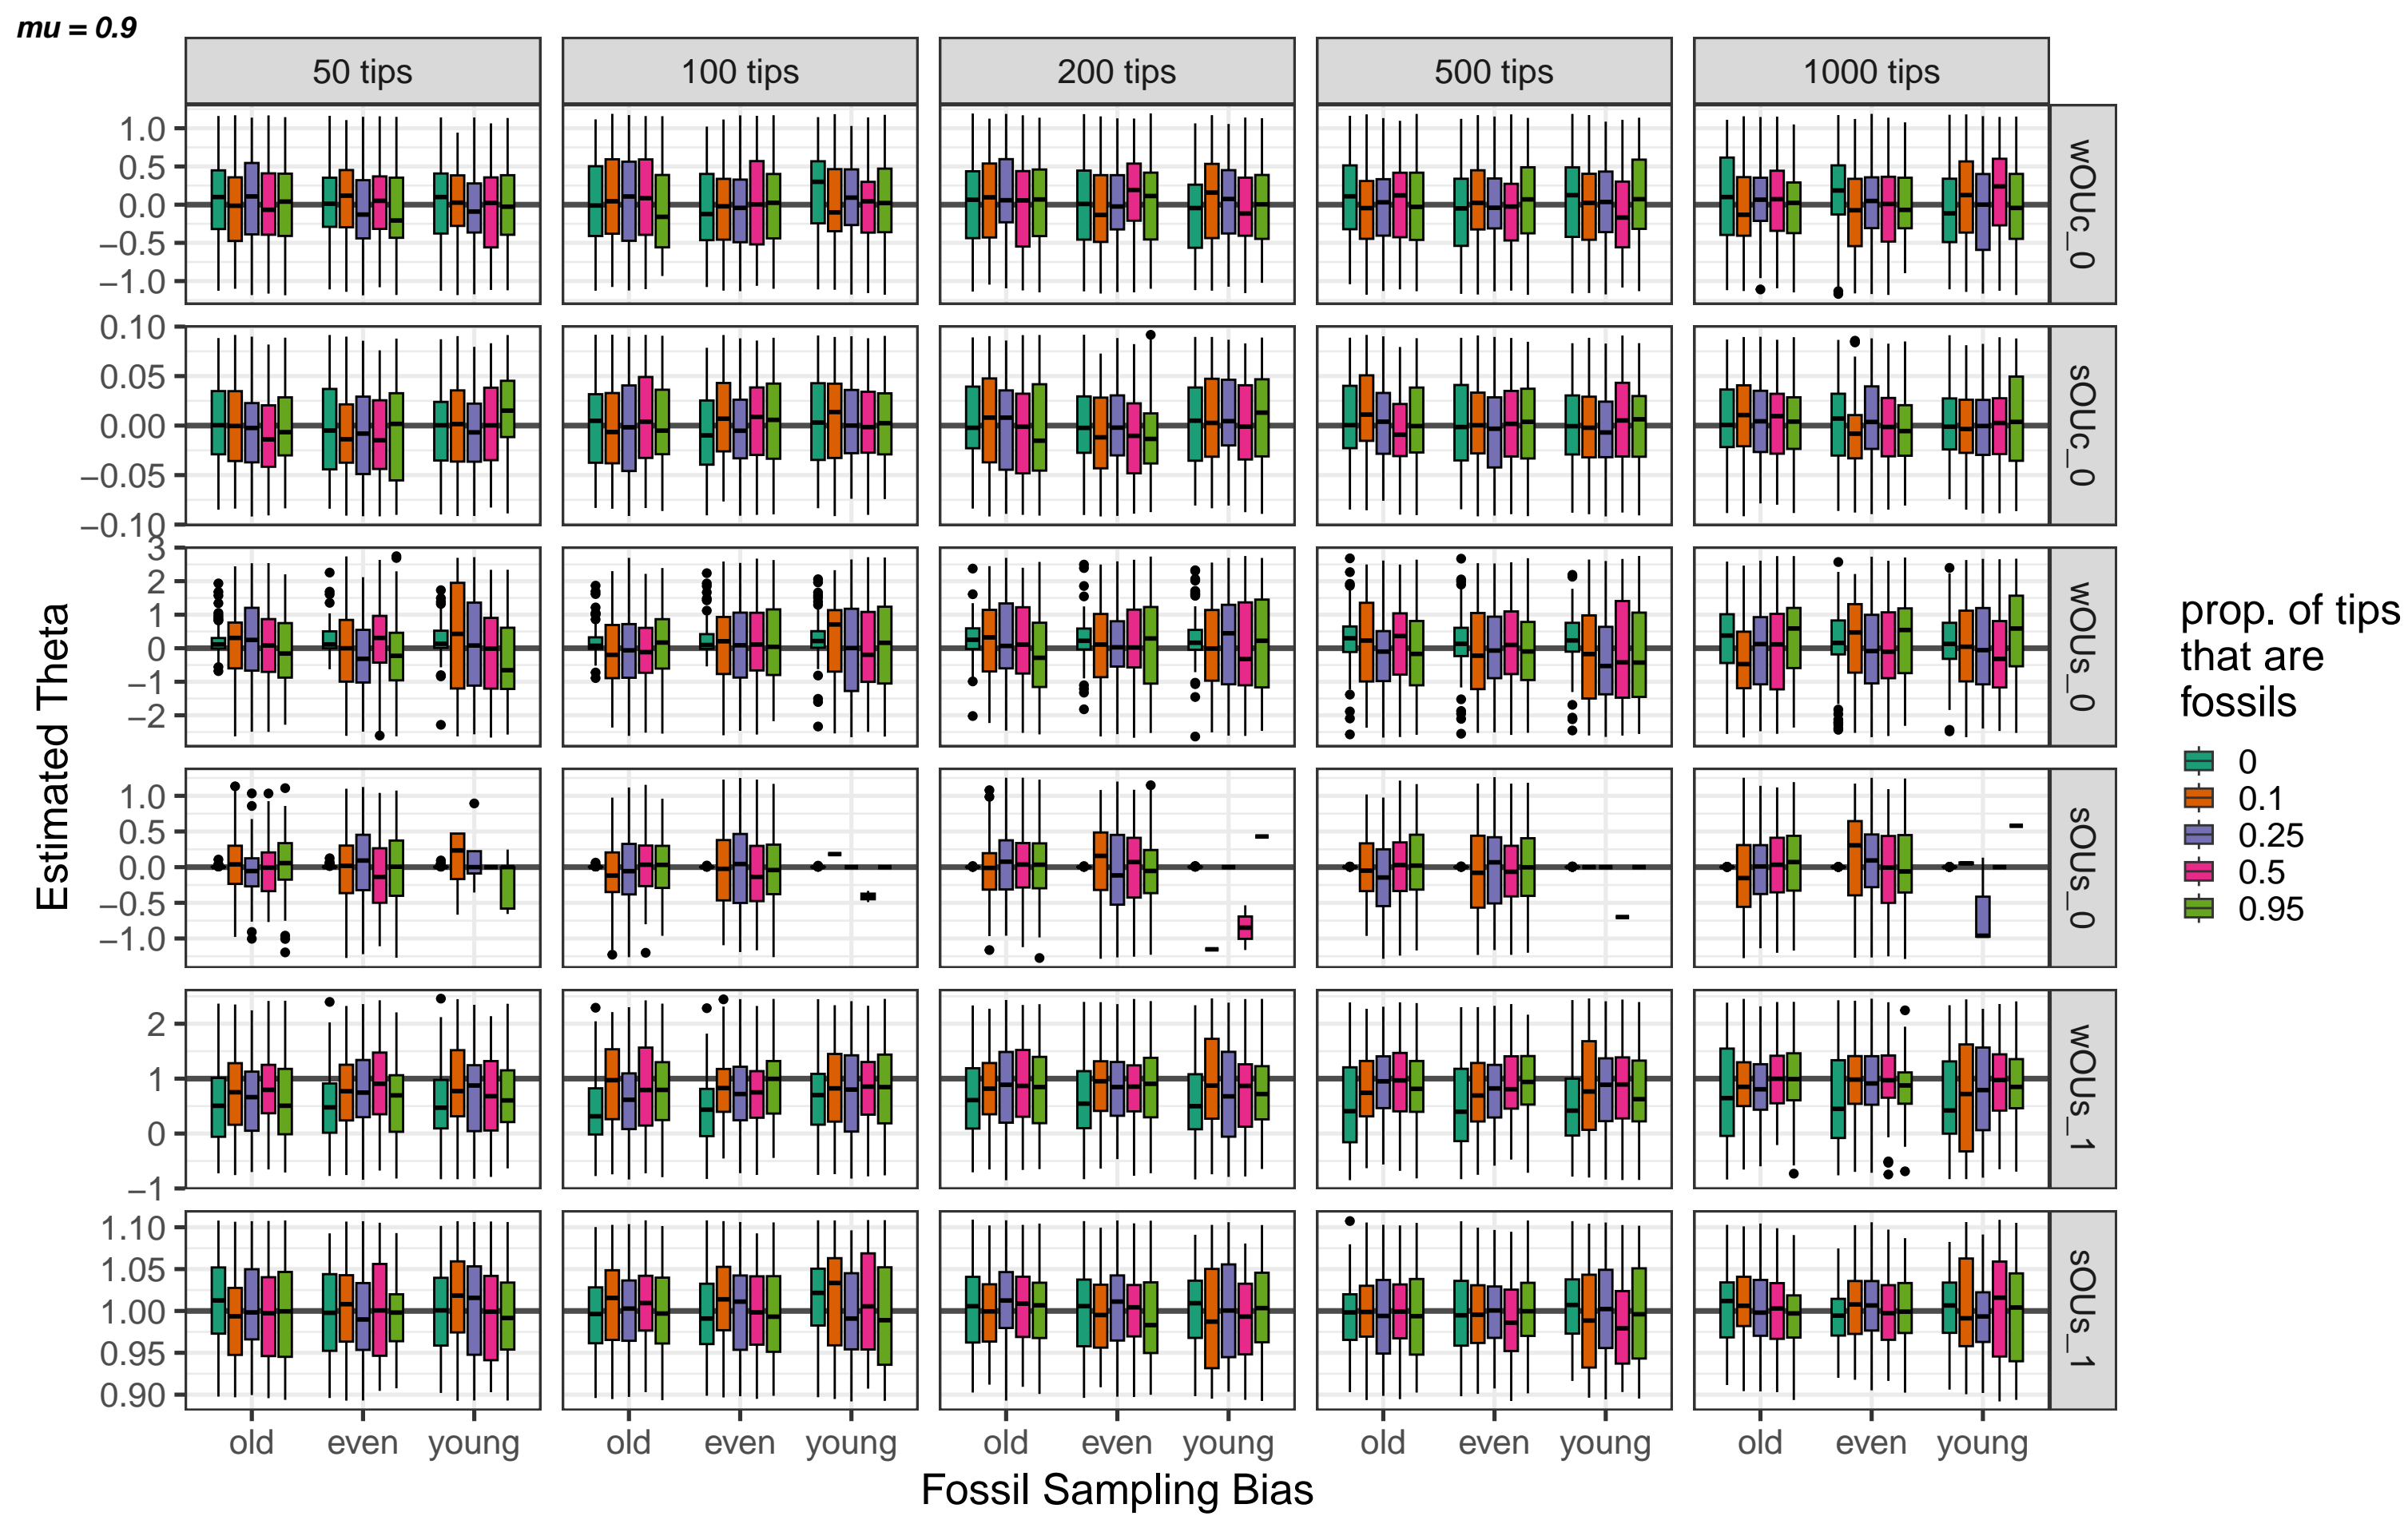 mu = 0.9
50 tips
100 tips
200 tips
500 tips
1000 tips
1.0
0.5
0.0
−0.5
−1.0
wOUc_0
0.10
0.05
0.00
−0.05
−0.10
sOUc_0
3
2
1
0
−1
−2
wOUs_0
1.0
0.5
0.0
−0.5
−1.0
sOUs_0
2
1
0
−1
wOUs_1
1.10
1.05
1.00
0.95
0.90
sOUs_1
Estimated Theta
old even young
old even young
old even young
old even young
old even young
Fossil Sampling Bias
prop. of tips
that are
fossils
0
0.1
0.25
0.5
0.95